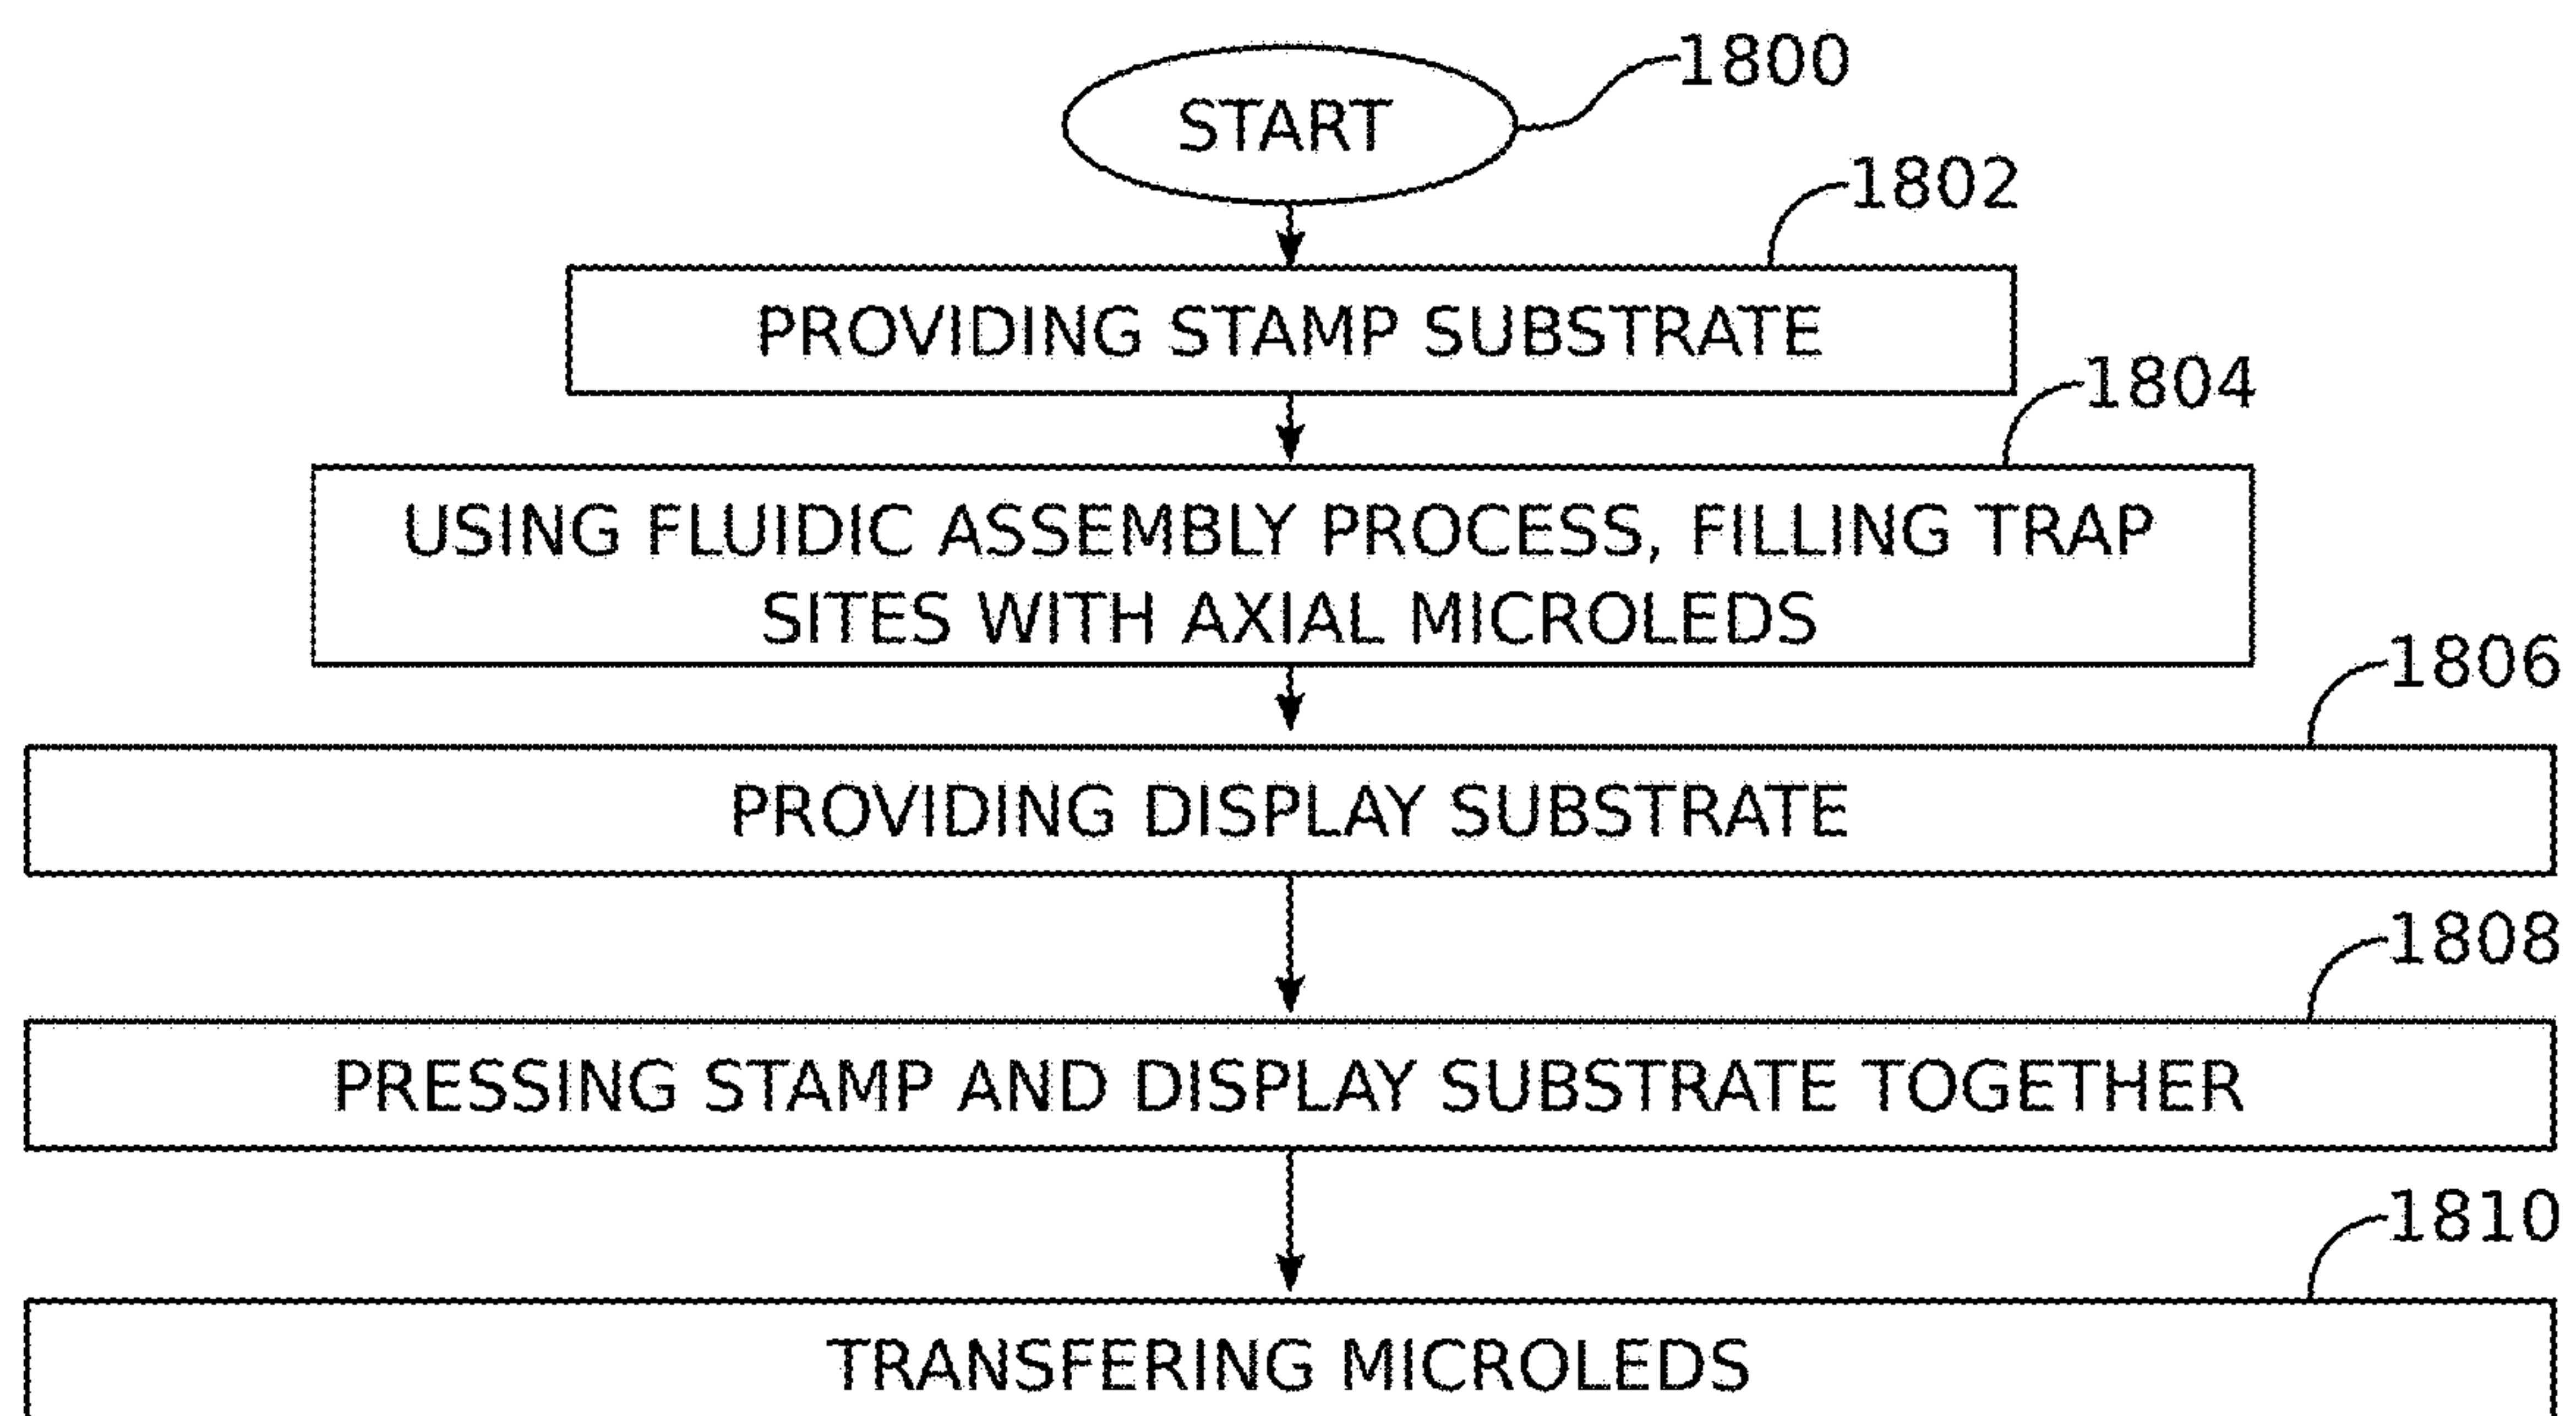 START
1800
1802
PROVIDING STAMP SUBSTRATE
1804
USING FLUIDIC ASSEMBLY PROCESS, FILLING TRAP
SITES WITH AXIAL MICROLEDS
1806
PROVIDING DISPLAY SUBSTRATE
1808
PRESSING STAMP AND DISPLAY SUBSTRATE TOGETHER
1810
TRANSFERING MICROLEDS